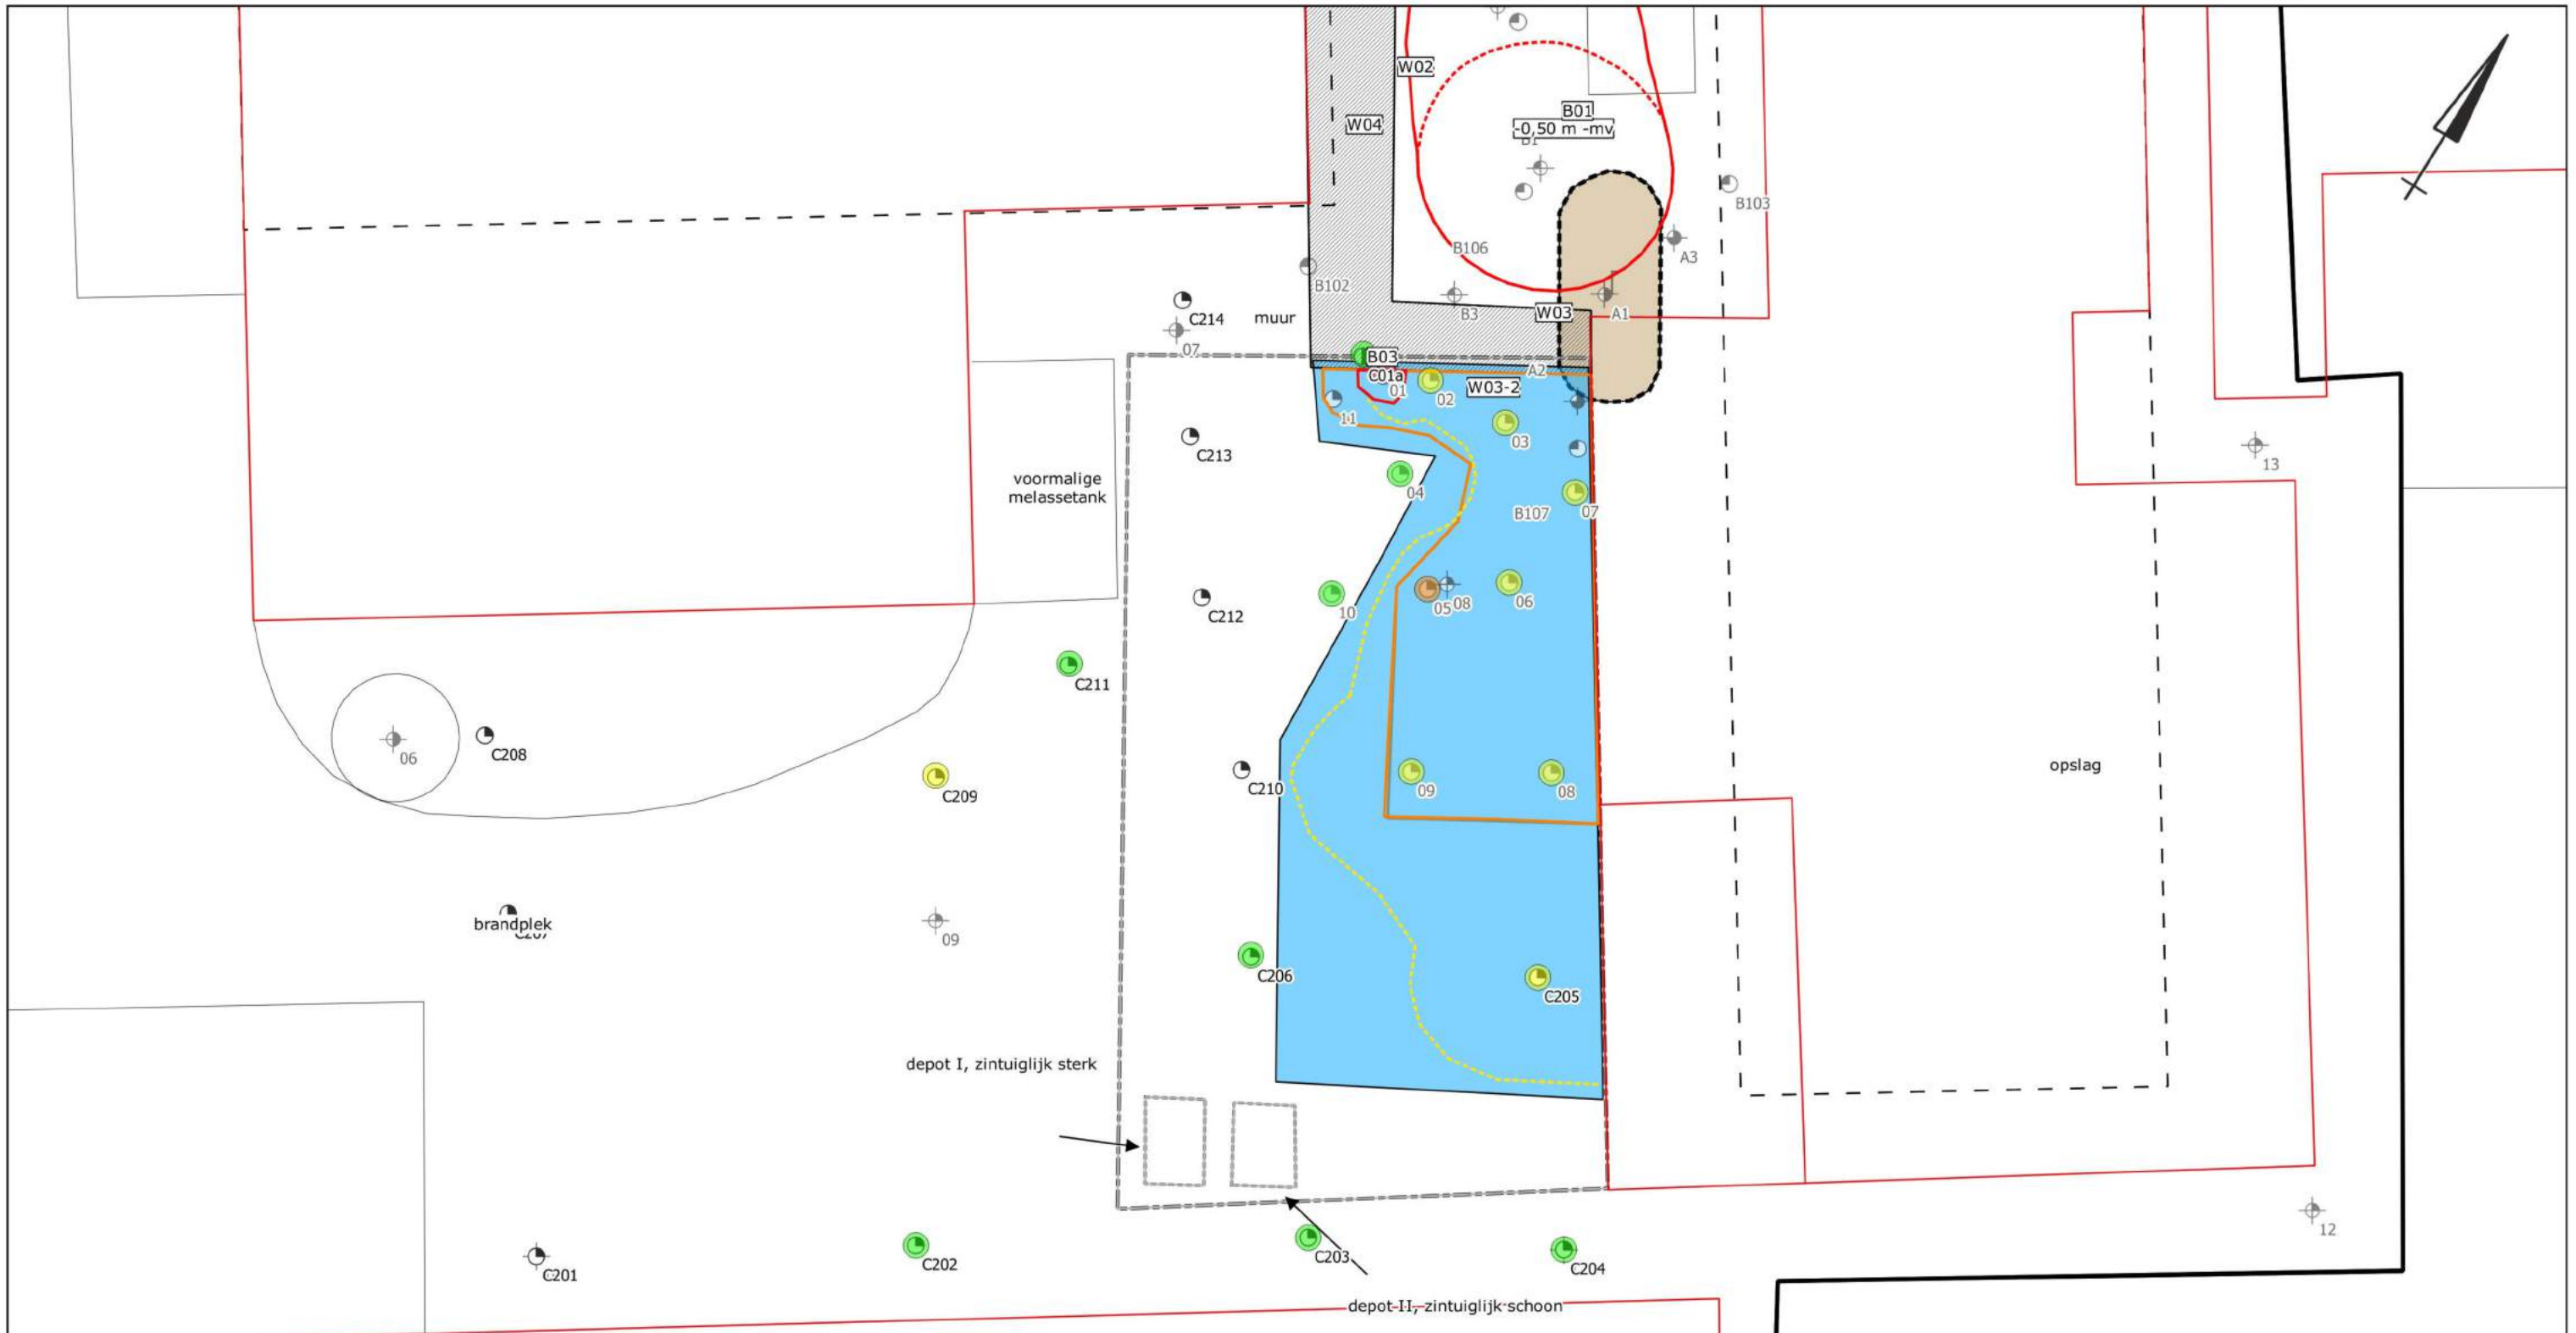 W02
B01
W04
-0,50 m -mv
B1
B103
B106
A3
B102
C214
muur
B3
W03
A1
07
B03
A2
C01a
01
W03-2
02
11
03
C213
13
voormalige
melassetank
04
07
B107
05
08
06
C212
10
C211
C208
06
opslag
C209
C210
09
08
brandplek
09
C206
C205
depot I, zintuiglijk sterk
12
C203
C202
C204
C201
depot II, zintuiglijk schoon